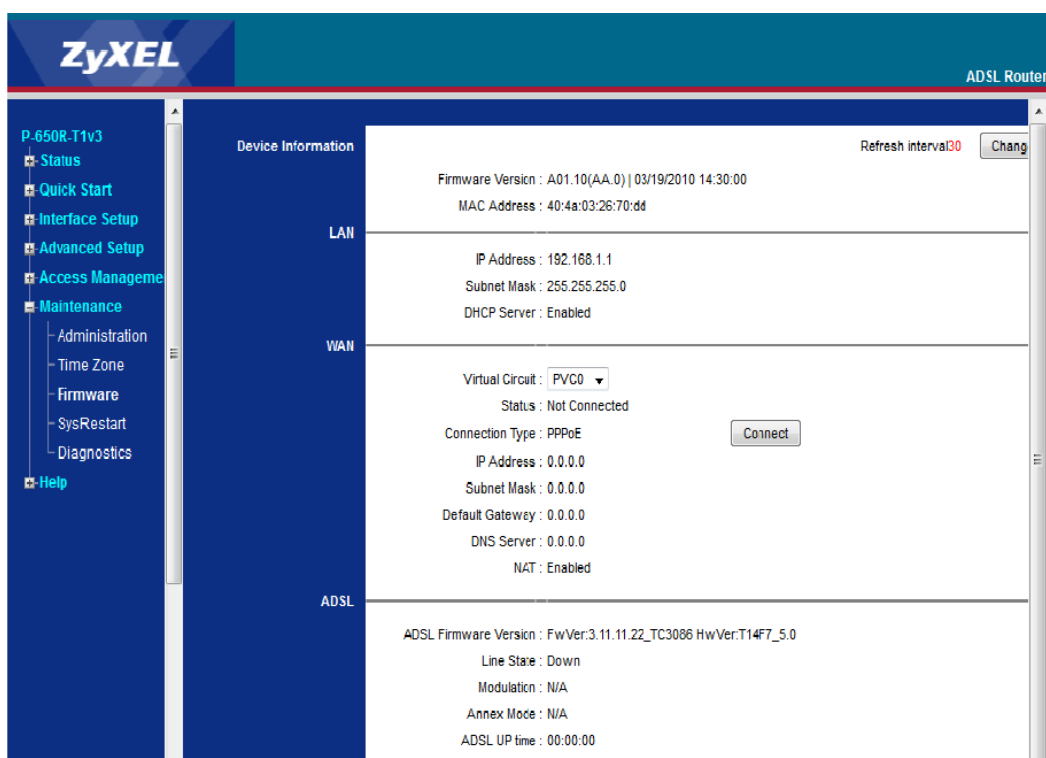 ZyXEL
ADSL Router
P-650R-T1v3
Status
Quick Start
Interface Setup
Advanced Setup
Access Manageme
Maintenance
Administration
Time Zone
Firmware
SysRestart
Diagnostics
Help
Device Information
Refresh interval30
Chang
Firmware Version : A01.10(AA.0) | 03/19/2010 14:30:00
MAC Address : 40:4a:03:26:70:dd
LAN
IP Address : 192.168.1.1
Subnet Mask : 255.255.255.0
DHCP Server : Enabled
WAN
Virtual Circuit : PVC0
Status : Not Connected
Connection Type : PPPoE
Connect
IP Address : 0.0.0.0
Subnet Mask : 0.0.0.0
Default Gateway : 0.0.0.0
DNS Server : 0.0.0.0
NAT : Enabled
ADSL
ADSL Firmware Version : FwVer:3.11.11.22_TC3086 HwVer:T14F7_5.0
Line State : Down
Modulation : N/A
Annex Mode : N/A
ADSL UP time : 00:00:00